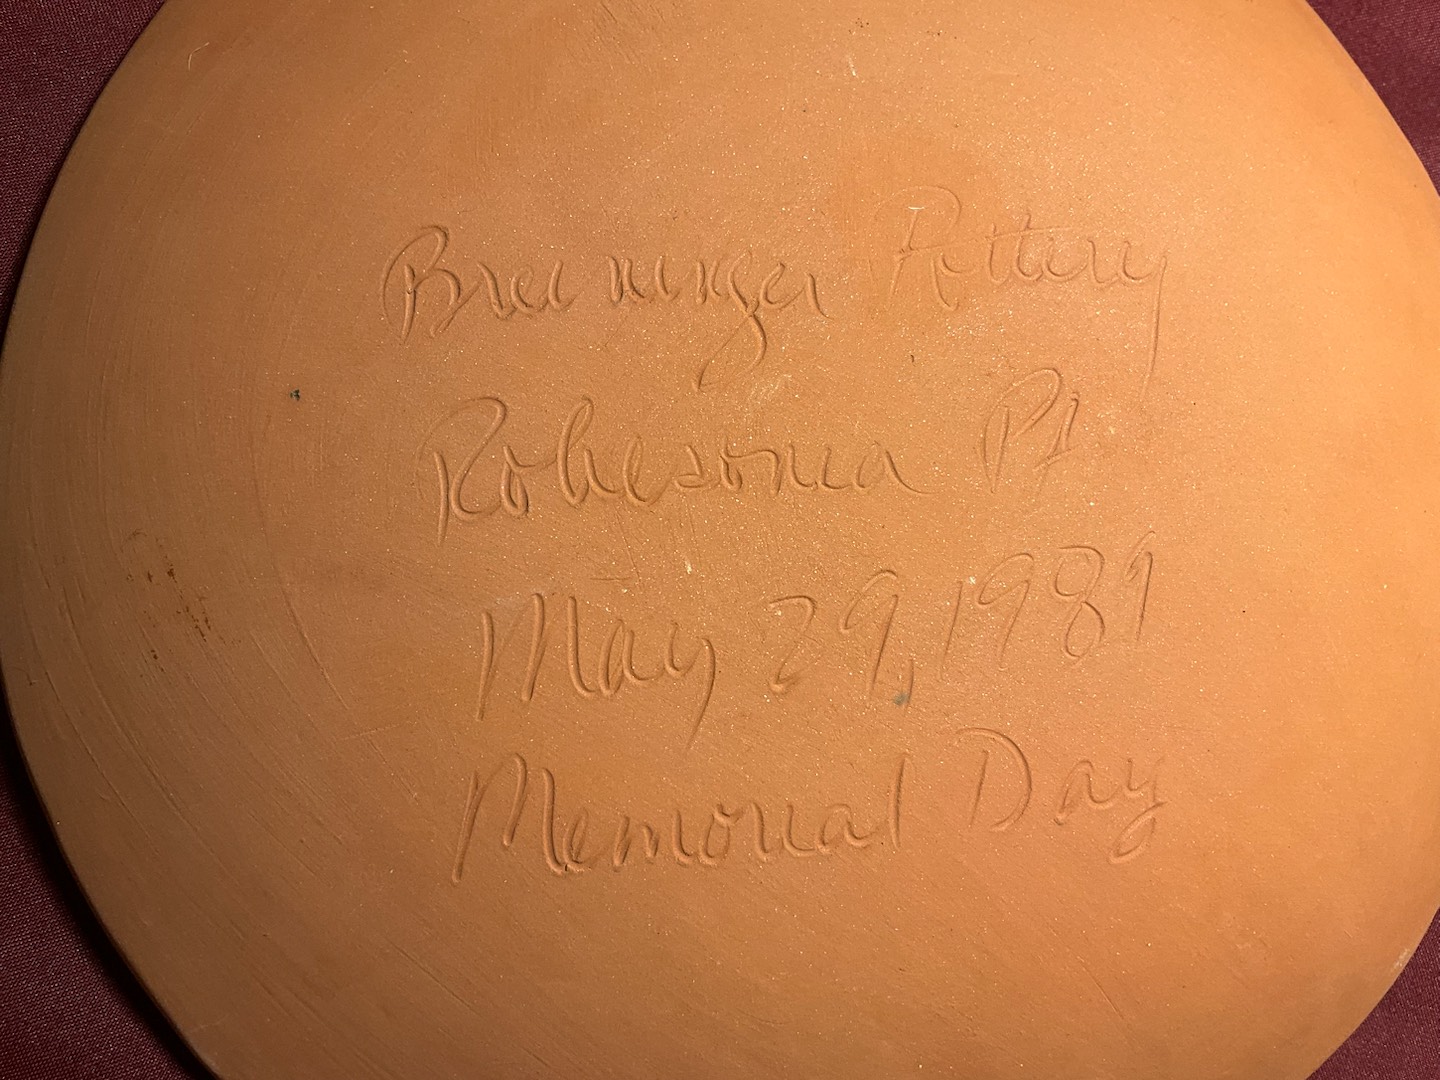 Breininger Pottery
Robesonia PA
May 29, 1989
Memorial Day